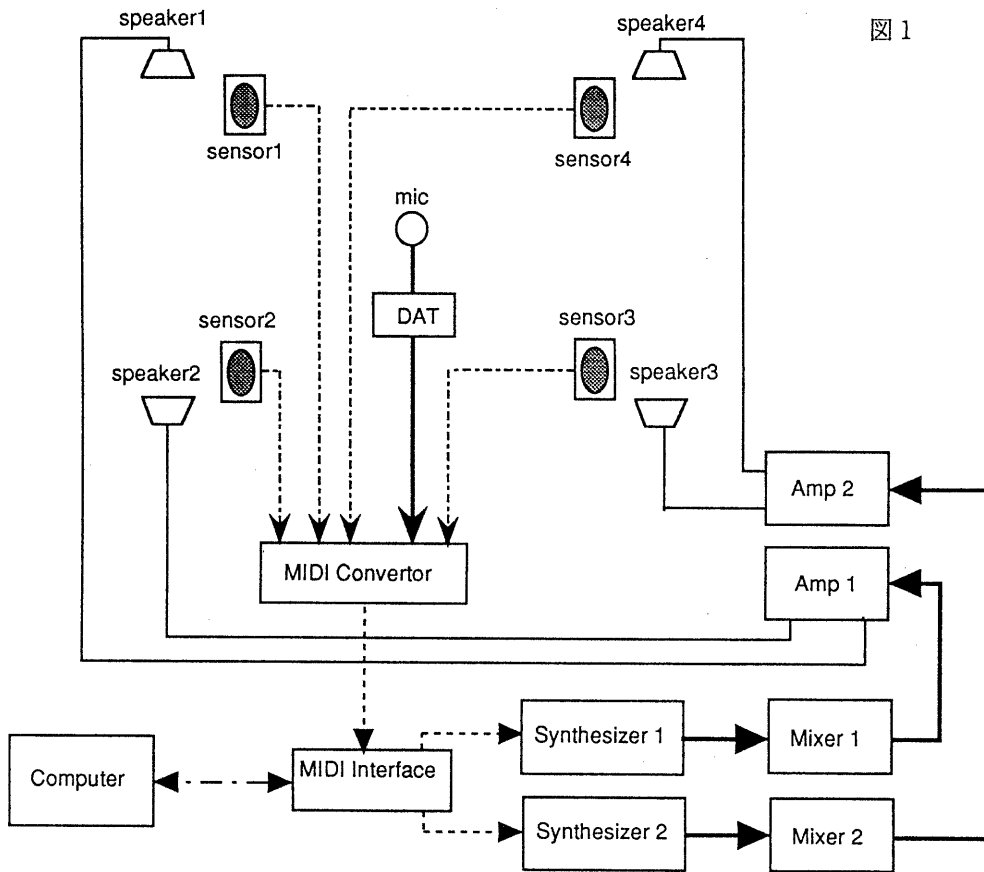 speaker1
speaker4
図1
sensor1
sensor4
mic
DAT
sensor2
sensor3
speaker2
speaker3
Amp 2
MIDI Convertor
Amp 1
Synthesizer 1
Mixer 1
Computer
MIDI Interface
Synthesizer 2
Mixer 2